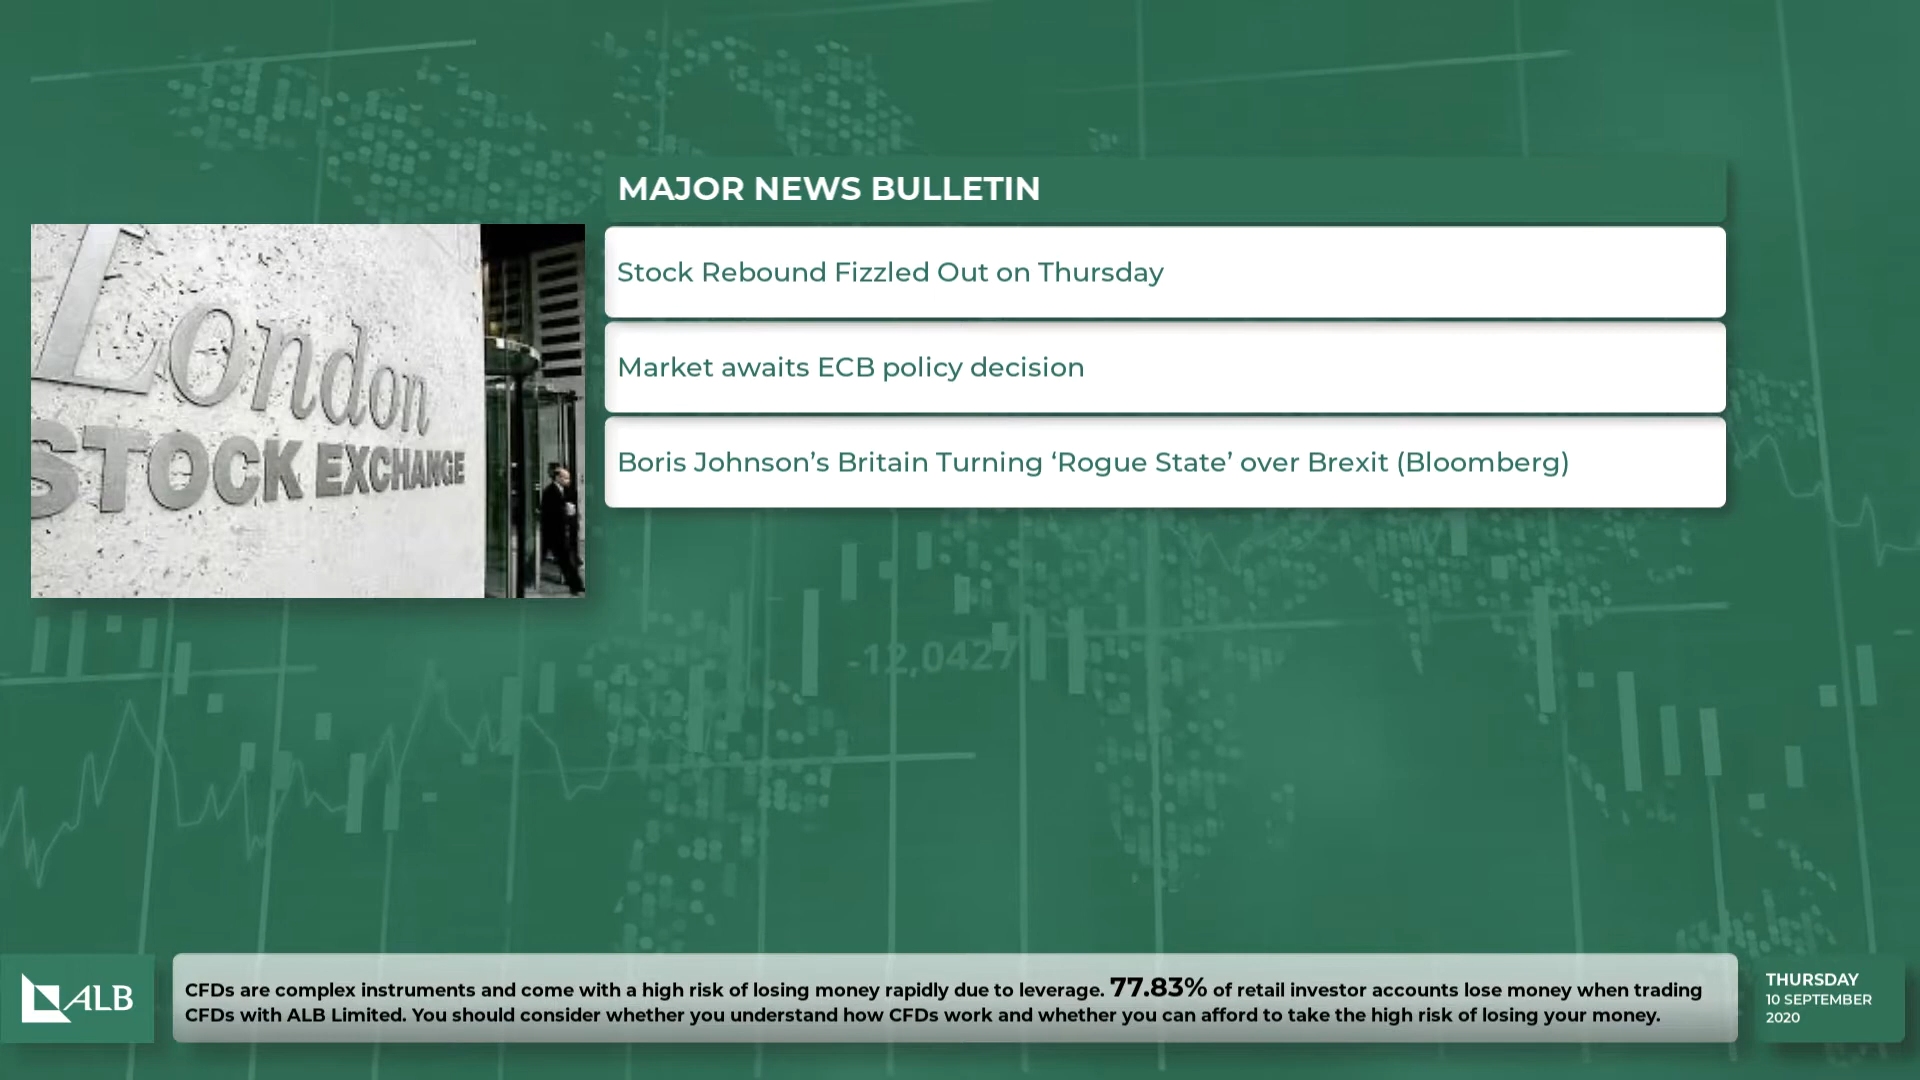 MAJOR NEWS BULLETIN
London
STOCK EXCHANGE
Stock Rebound Fizzled Out on Thursday
Market awaits ECB policy decision
Boris Johnson’s Britain Turning ‘Rogue State’ over Brexit (Bloomberg)
-12,0427
ALB
CFDs are complex instruments and come with a high risk of losing money rapidly due to leverage. 77.83% of retail investor accounts lose money when trading
CFDs with ALB Limited. You should consider whether you understand how CFDs work and whether you can afford to take the high risk of losing your money.
THURSDAY
10 SEPTEMBER
2020